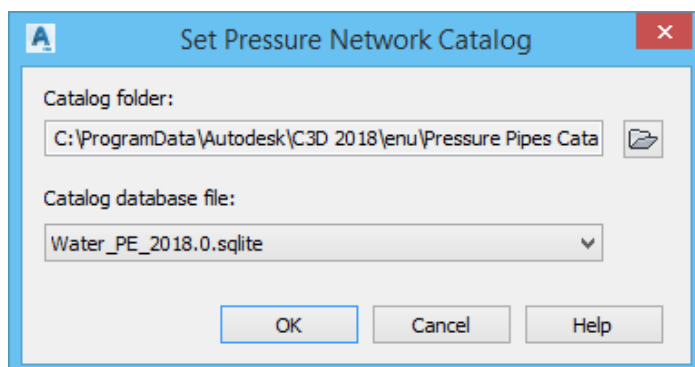 Set Pressure Network Catalog
Catalog folder:
C:\ProgramData\Autodesk\C3D 2018\enu\Pressure Pipes Cata
Catalog database file:
Water_PE_2018.0.sqlite
OK Cancel Help